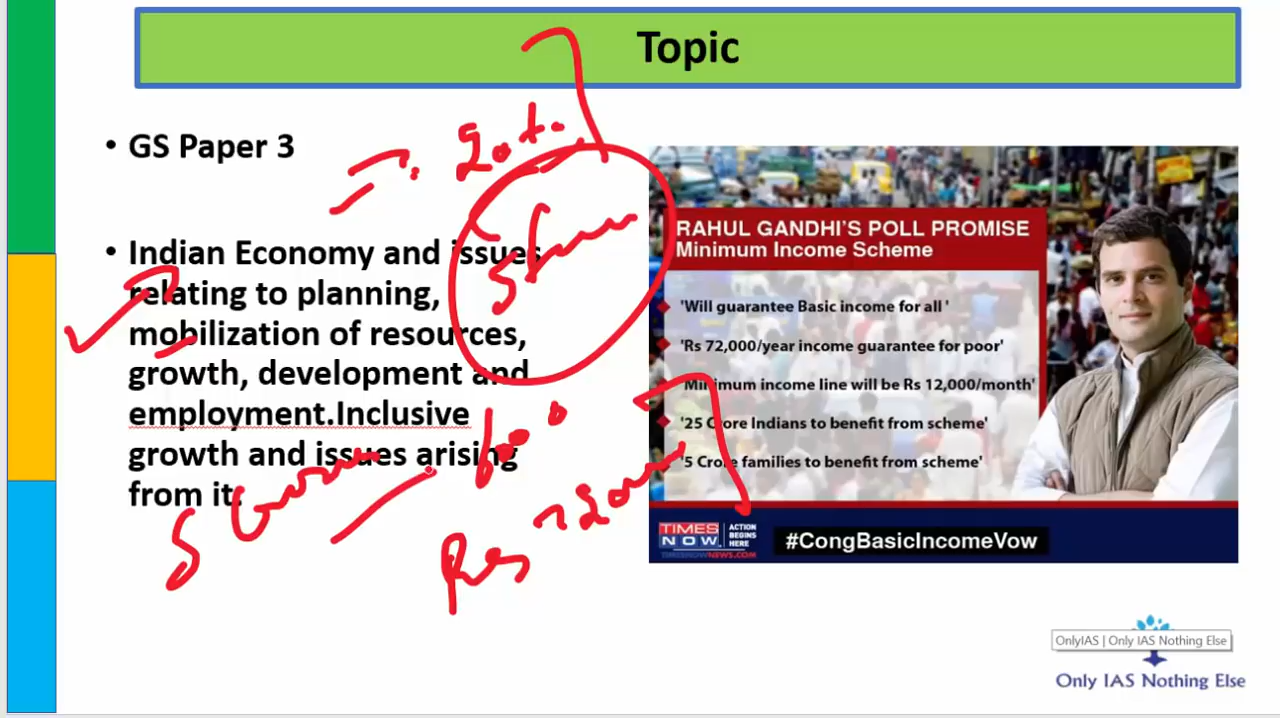 Topic
• GS Paper 3
• Indian Economy and issues
relating to planning,
mobilization of resources,
growth, development and
employment.Inclusive
growth and issues arising
from it.
RAHUL GANDHI'S POLL PROMISE
Minimum Income Scheme
'Will guarantee Basic income for all '
'Rs 72,000/year income guarantee for poor'
'Minimum income line will be Rs 12,000/month'
'25 Crore Indians to benefit from scheme'
'5 Crore families to benefit from scheme'
TIMES
NOW
ACTION
BEGINS
HERE
TIMESNOWNEWS.COM
#CongBasicIncomeVow
OnlyIAS | Only IAS Nothing Else
Only IAS Nothing Else